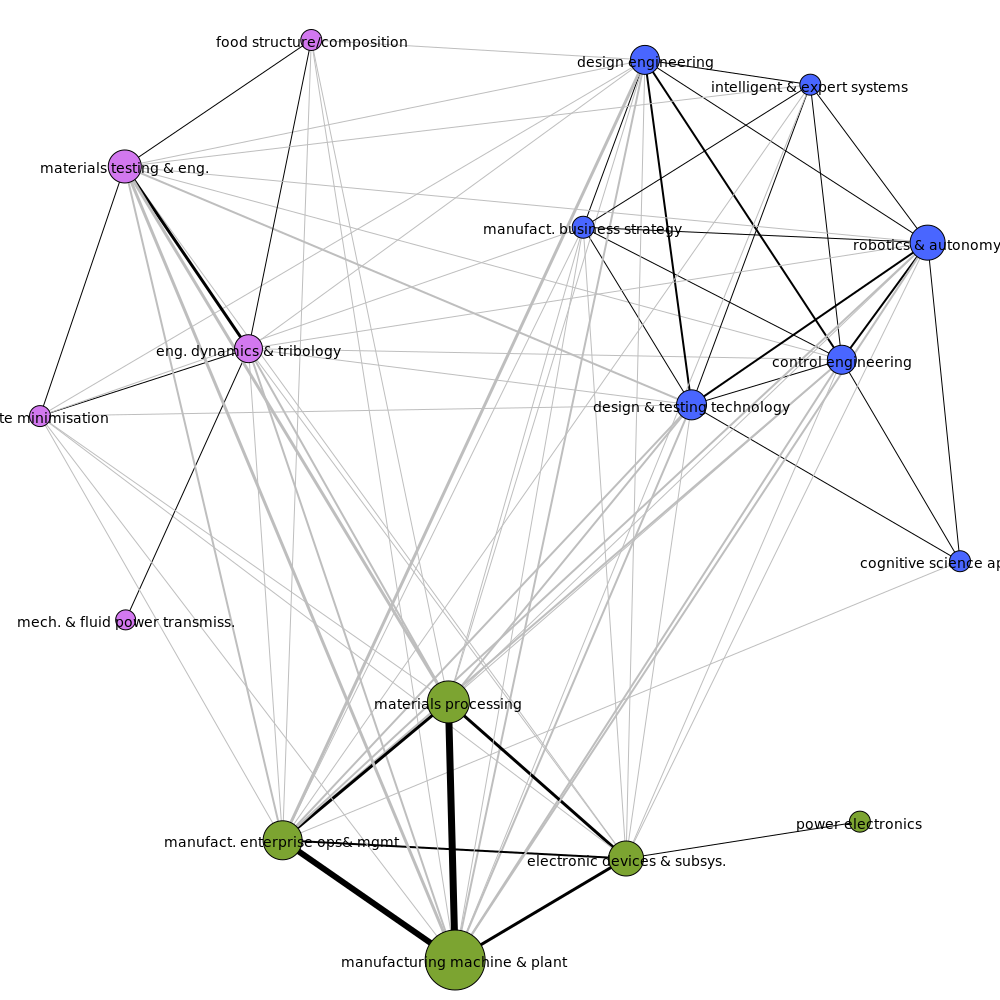 food structure/composition
design engineering
intelligent & expert systems
materials testing & eng.
manufact. business strategy
robotics & autonomy
eng. dynamics & tribology
control engineering
design & testing technology
te minimisation
cognitive science ap
mech. & fluid power transmiss.
materials processing
power electronics
manufact. enterprise ops& mgmt
electronic devices & subsys.
manufacturing machine & plant